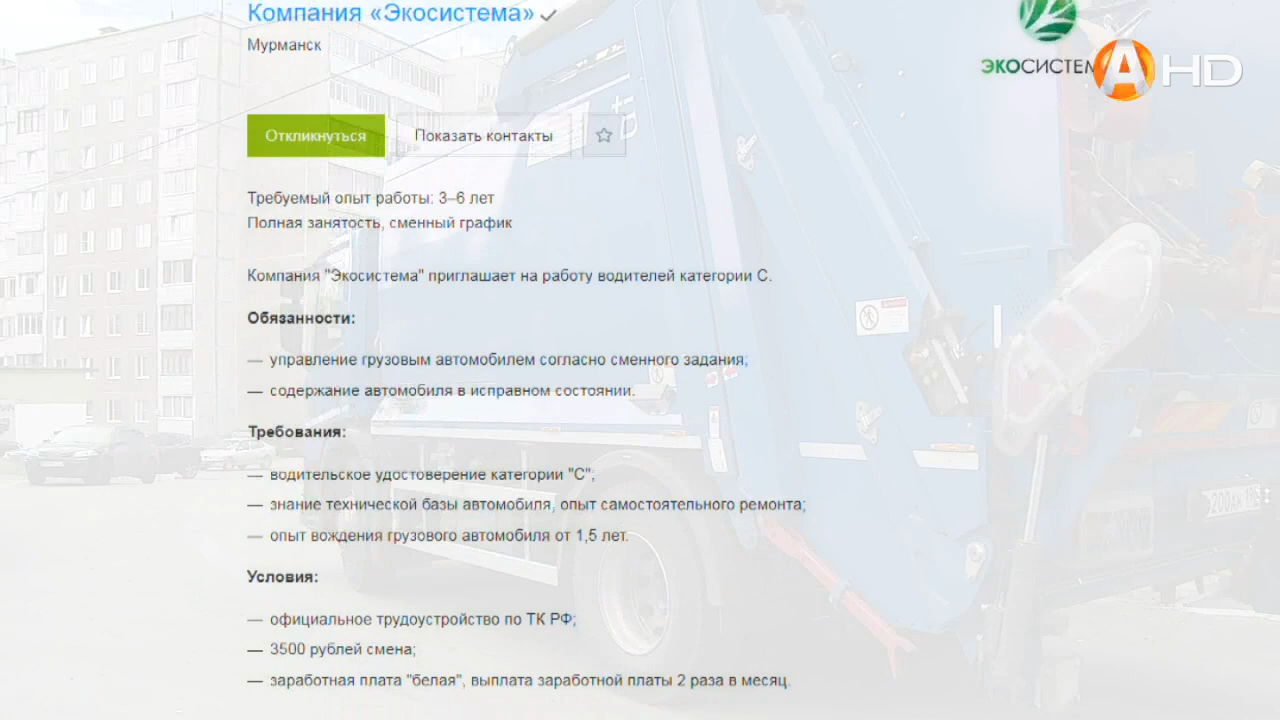 Компания «Экосистема»
Мурманск
ЭКОСИСТЕМ
А HD
Откликнуться
Показать контакты
Требуемый опыт работы: 3–6 лет
Полная занятость, сменный график
Компания "Экосистема" приглашает на работу водителей категории С.
Обязанности:
— управление грузовым автомобилем согласно сменного задания;
— содержание автомобиля в исправном состоянии.
Требования:
— водительское удостоверение категории "С";
— знание технической базы автомобиля, опыт самостоятельного ремонта;
— опыт вождения грузового автомобиля от 1,5 лет.
Условия:
— официальное трудоустройство по ТК РФ;
— 3500 рублей смена;
— заработная плата "белая", выплата заработной платы 2 раза в месяц.